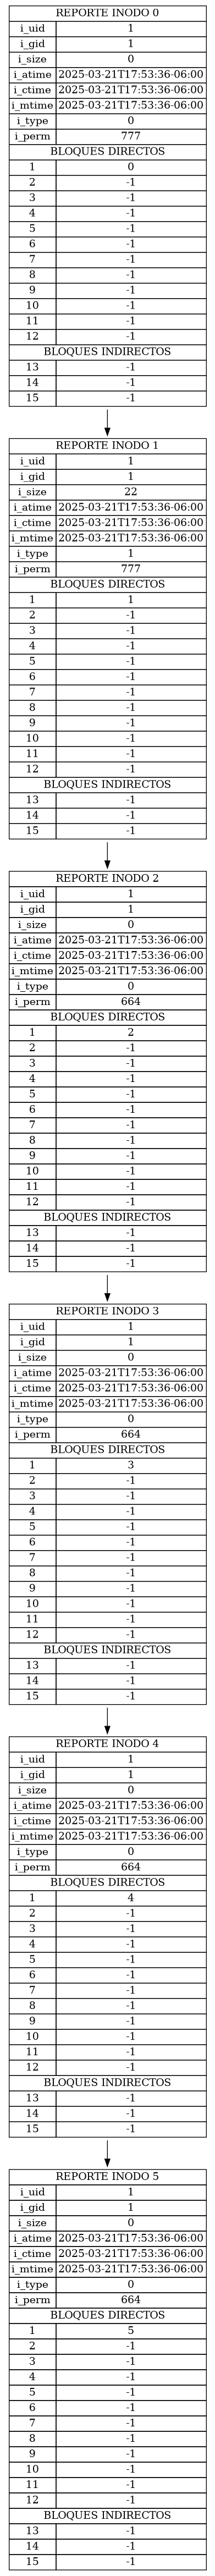 REPORTE INODO 0
i_uid 1
i_gid 1
i_size 0
i_atime 2025-03-21T17:53:36-06:00
i_ctime 2025-03-21T17:53:36-06:00
i_mtime 2025-03-21T17:53:36-06:00
i_type 0
i_perm 777
BLOQUES DIRECTOS
1 0
2 -1
3 -1
4 -1
5 -1
6 -1
7 -1
8 -1
9 -1
10 -1
11 -1
12 -1
BLOQUES INDIRECTOS
13 -1
14 -1
15 -1
REPORTE INODO 1
i_uid 1
i_gid 1
i_size 22
i_atime 2025-03-21T17:53:36-06:00
i_ctime 2025-03-21T17:53:36-06:00
i_mtime 2025-03-21T17:53:36-06:00
i_type 1
i_perm 777
BLOQUES DIRECTOS
1 1
2 -1
3 -1
4 -1
5 -1
6 -1
7 -1
8 -1
9 -1
10 -1
11 -1
12 -1
BLOQUES INDIRECTOS
13 -1
14 -1
15 -1
REPORTE INODO 2
i_uid 1
i_gid 1
i_size 0
i_atime 2025-03-21T17:53:36-06:00
i_ctime 2025-03-21T17:53:36-06:00
i_mtime 2025-03-21T17:53:36-06:00
i_type 0
i_perm 664
BLOQUES DIRECTOS
1 2
2 -1
3 -1
4 -1
5 -1
6 -1
7 -1
8 -1
9 -1
10 -1
11 -1
12 -1
BLOQUES INDIRECTOS
13 -1
14 -1
15 -1
REPORTE INODO 3
i_uid 1
i_gid 1
i_size 0
i_atime 2025-03-21T17:53:36-06:00
i_ctime 2025-03-21T17:53:36-06:00
i_mtime 2025-03-21T17:53:36-06:00
i_type 0
i_perm 664
BLOQUES DIRECTOS
1 3
2 -1
3 -1
4 -1
5 -1
6 -1
7 -1
8 -1
9 -1
10 -1
11 -1
12 -1
BLOQUES INDIRECTOS
13 -1
14 -1
15 -1
REPORTE INODO 4
i_uid 1
i_gid 1
i_size 0
i_atime 2025-03-21T17:53:36-06:00
i_ctime 2025-03-21T17:53:36-06:00
i_mtime 2025-03-21T17:53:36-06:00
i_type 0
i_perm 664
BLOQUES DIRECTOS
1 4
2 -1
3 -1
4 -1
5 -1
6 -1
7 -1
8 -1
9 -1
10 -1
11 -1
12 -1
BLOQUES INDIRECTOS
13 -1
14 -1
15 -1
REPORTE INODO 5
i_uid 1
i_gid 1
i_size 0
i_atime 2025-03-21T17:53:36-06:00
i_ctime 2025-03-21T17:53:36-06:00
i_mtime 2025-03-21T17:53:36-06:00
i_type 0
i_perm 664
BLOQUES DIRECTOS
1 5
2 -1
3 -1
4 -1
5 -1
6 -1
7 -1
8 -1
9 -1
10 -1
11 -1
12 -1
BLOQUES INDIRECTOS
13 -1
14 -1
15 -1